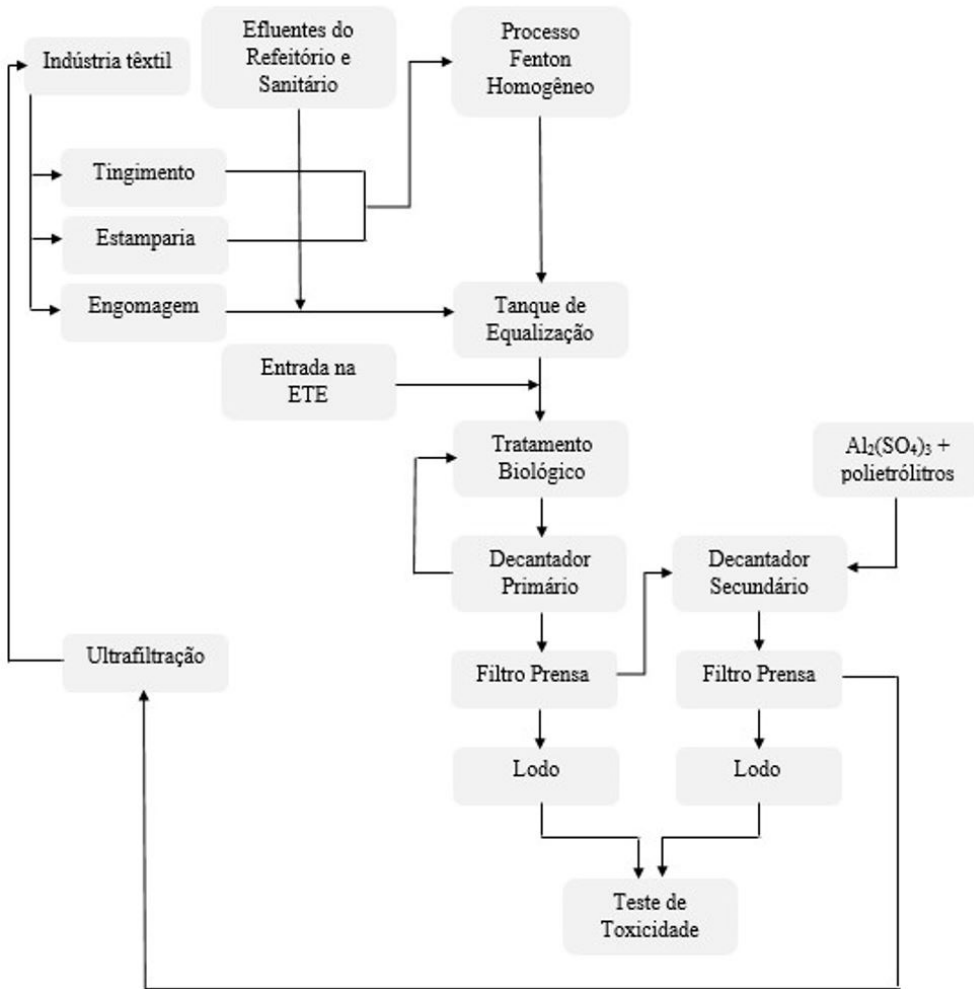 Indústria têxtil
Efluentes do
Refeitório e
Sanitário
Processo
Fenton
Homogêneo
Tingimento
Estamparia
Engomagem
Tanque de
Equalização
Entrada na
ETE
Tratamento
Biológico
Al₂(SO₄)₃ +
polietrólitros
Decantador
Primário
Decantador
Secundário
Ultrafiltração
Filtro Prensa
Filtro Prensa
Lodo
Lodo
Teste de
Toxicidade